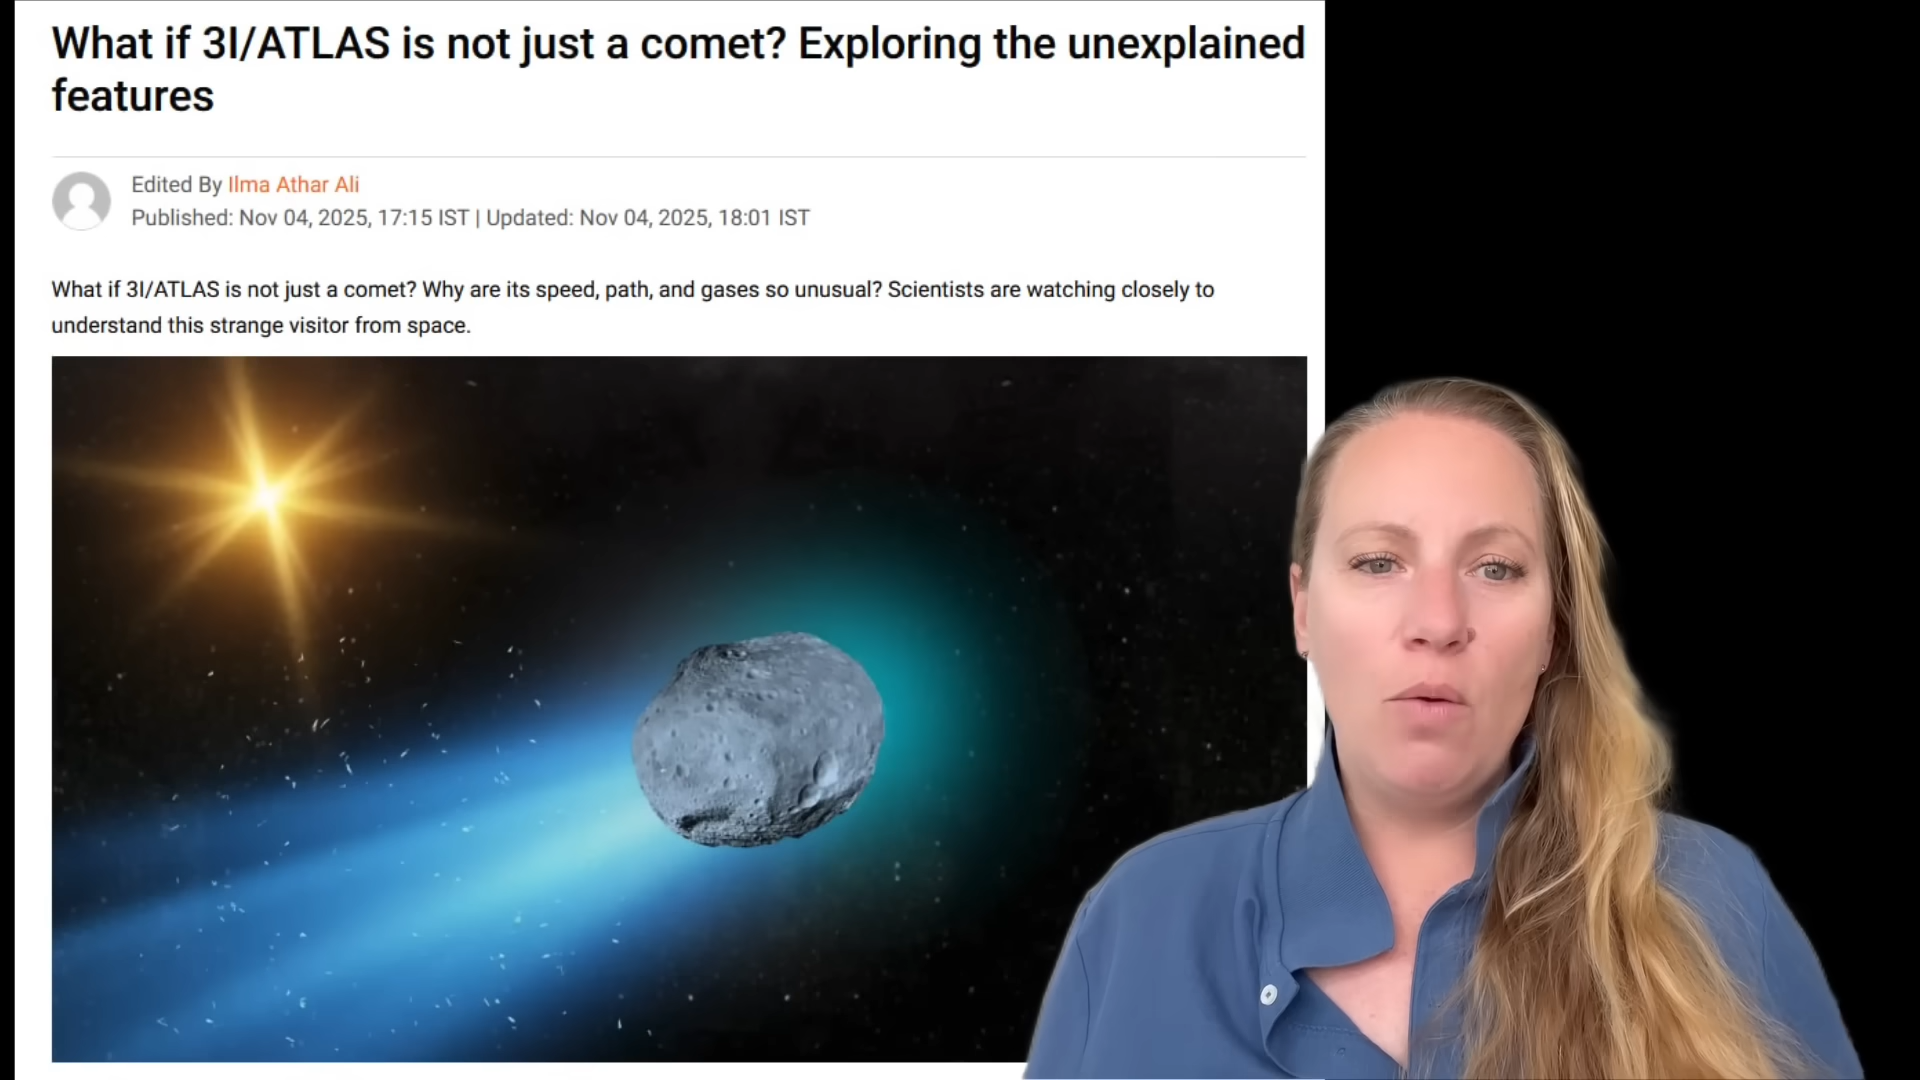 What if 3I/ATLAS is not just a comet? Exploring the unexplained
features
Edited By Ilma Athar Ali
Published: Nov 04, 2025, 17:15 IST | Updated: Nov 04, 2025, 18:01 IST
What if 3I/ATLAS is not just a comet? Why are its speed, path, and gases so unusual? Scientists are watching closely to
understand this strange visitor from space.